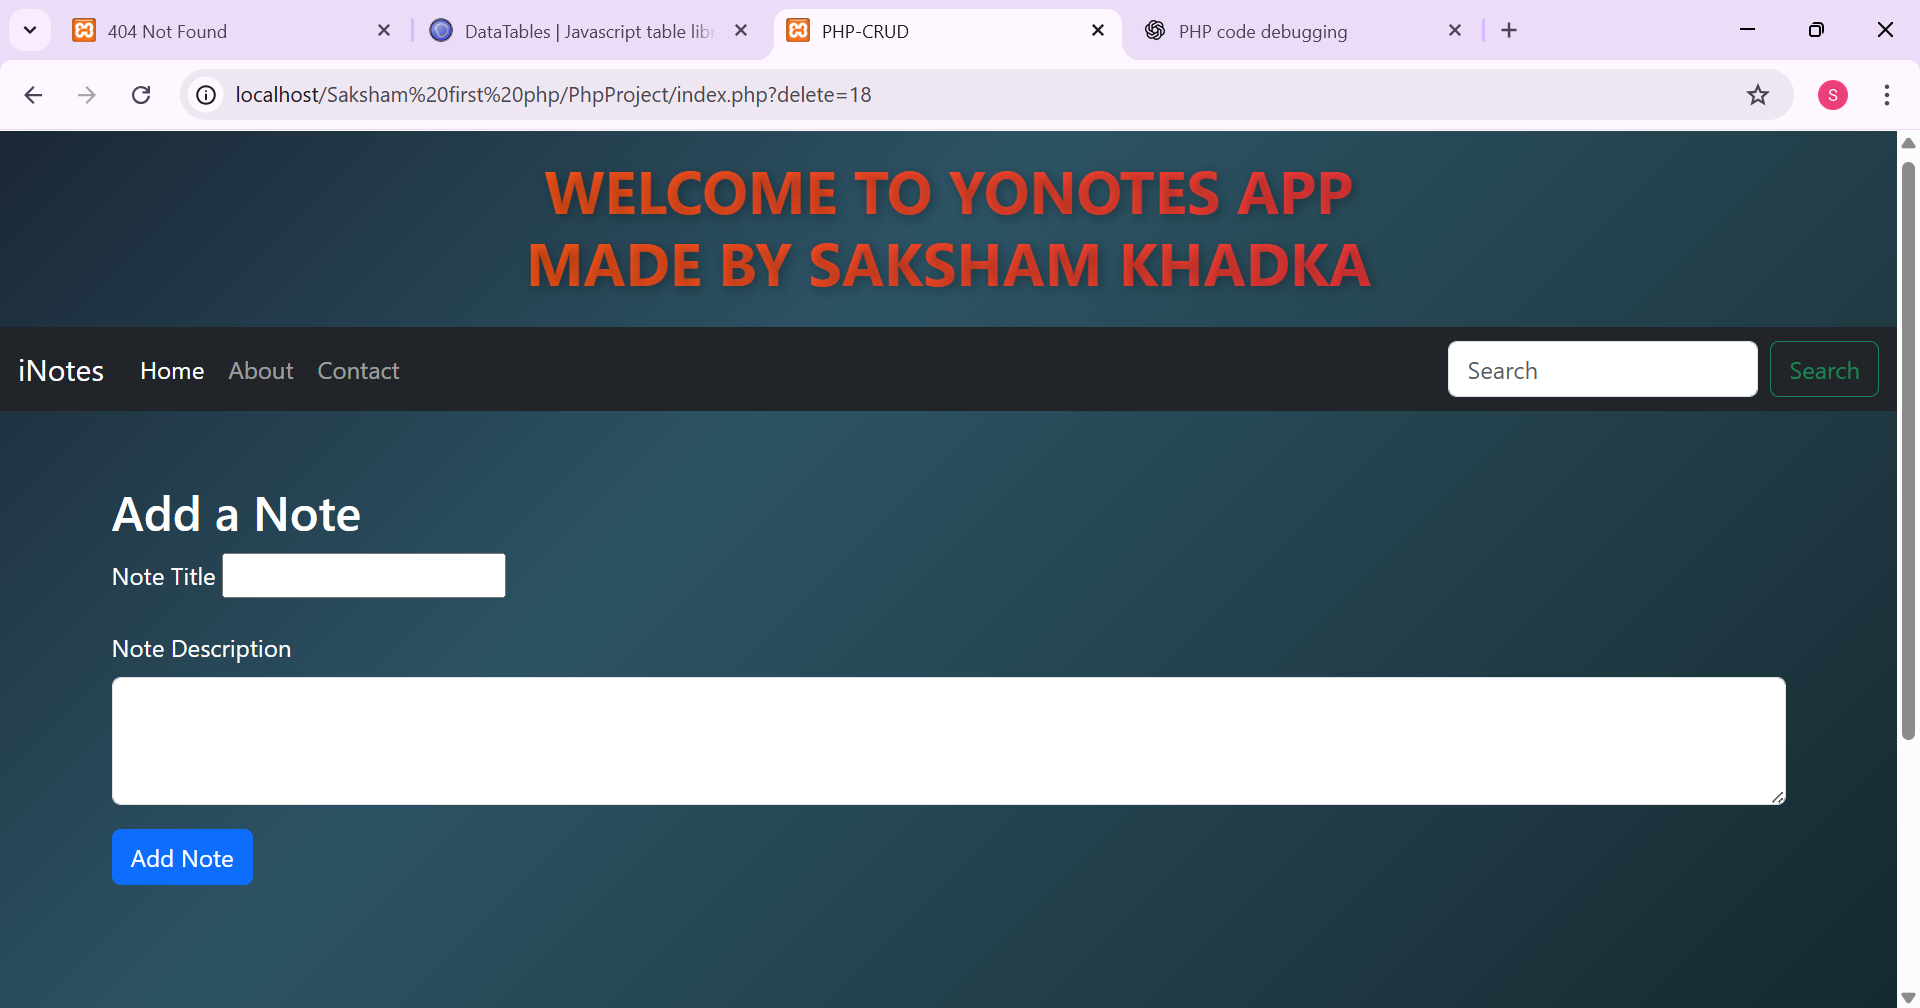 404 Not Found
DataTables | Javascript table libr
PHP-CRUD
PHP code debugging
localhost/Saksham%20first%20php/PhpProject/index.php?delete=18
S
WELCOME TO YONOTES APP
MADE BY SAKSHAM KHADKA
iNotes Home About Contact Search Search
Add a Note
Note Title
Note Description
Add Note